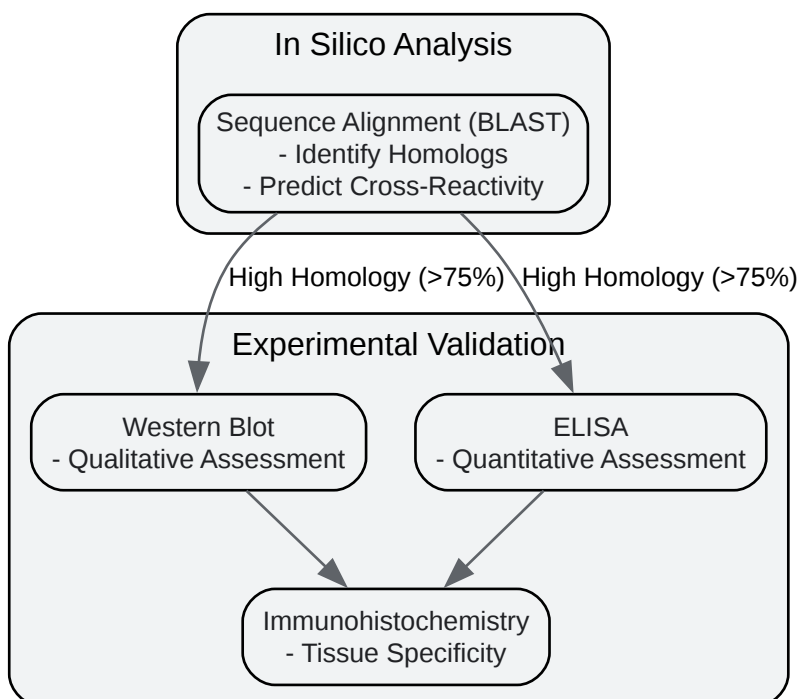 In Silico Analysis
Sequence Alignment (BLAST)
- Identify Homologs
- Predict Cross-Reactivity
High Homology (>75%)
High Homology (>75%)
Experimental Validation
Western Blot
- Qualitative Assessment
ELISA
- Quantitative Assessment
Immunohistochemistry
- Tissue Specificity